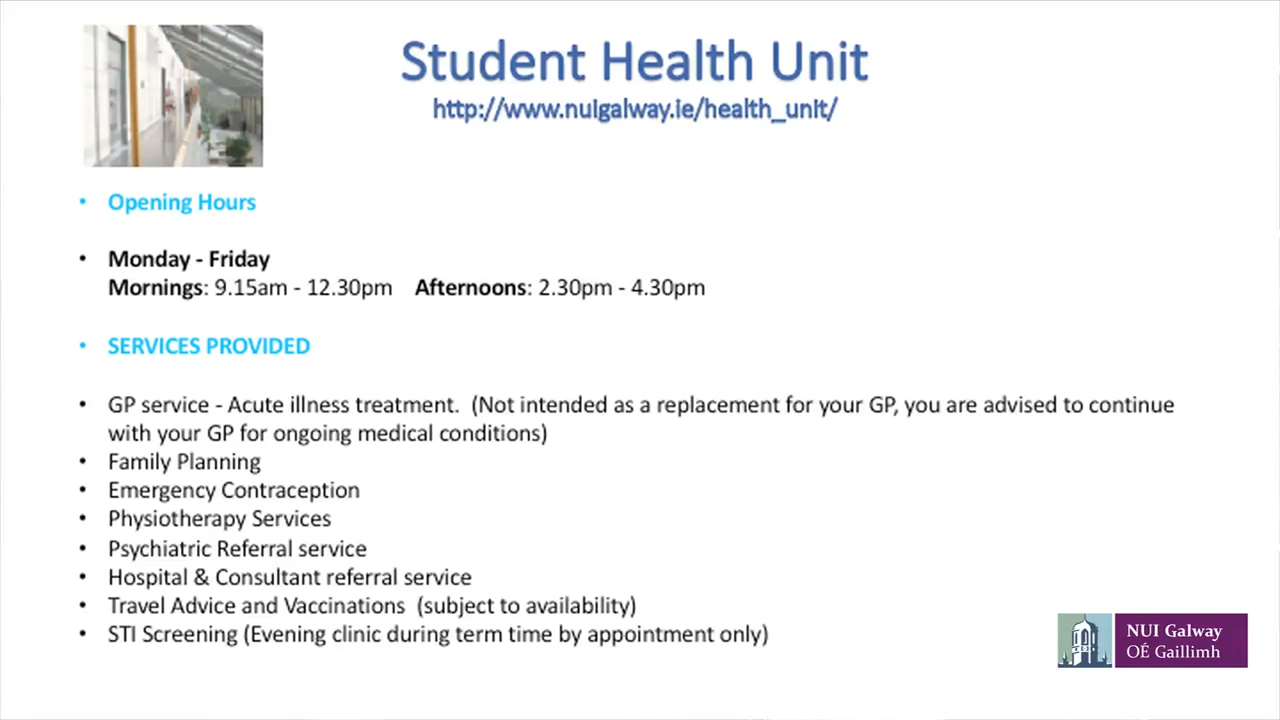 Student Health Unit
http://www.nuigalway.ie/health_unit/
• Opening Hours
• Monday - Friday
Mornings: 9.15am - 12.30pm Afternoons: 2.30pm - 4.30pm
• SERVICES PROVIDED
• GP service - Acute illness treatment. (Not intended as a replacement for your GP, you are advised to continue
with your GP for ongoing medical conditions)
• Family Planning
• Emergency Contraception
• Physiotherapy Services
• Psychiatric Referral service
• Hospital & Consultant referral service
• Travel Advice and Vaccinations (subject to availability)
• STI Screening (Evening clinic during term time by appointment only)
NUI Galway
OÉ Gaillimh